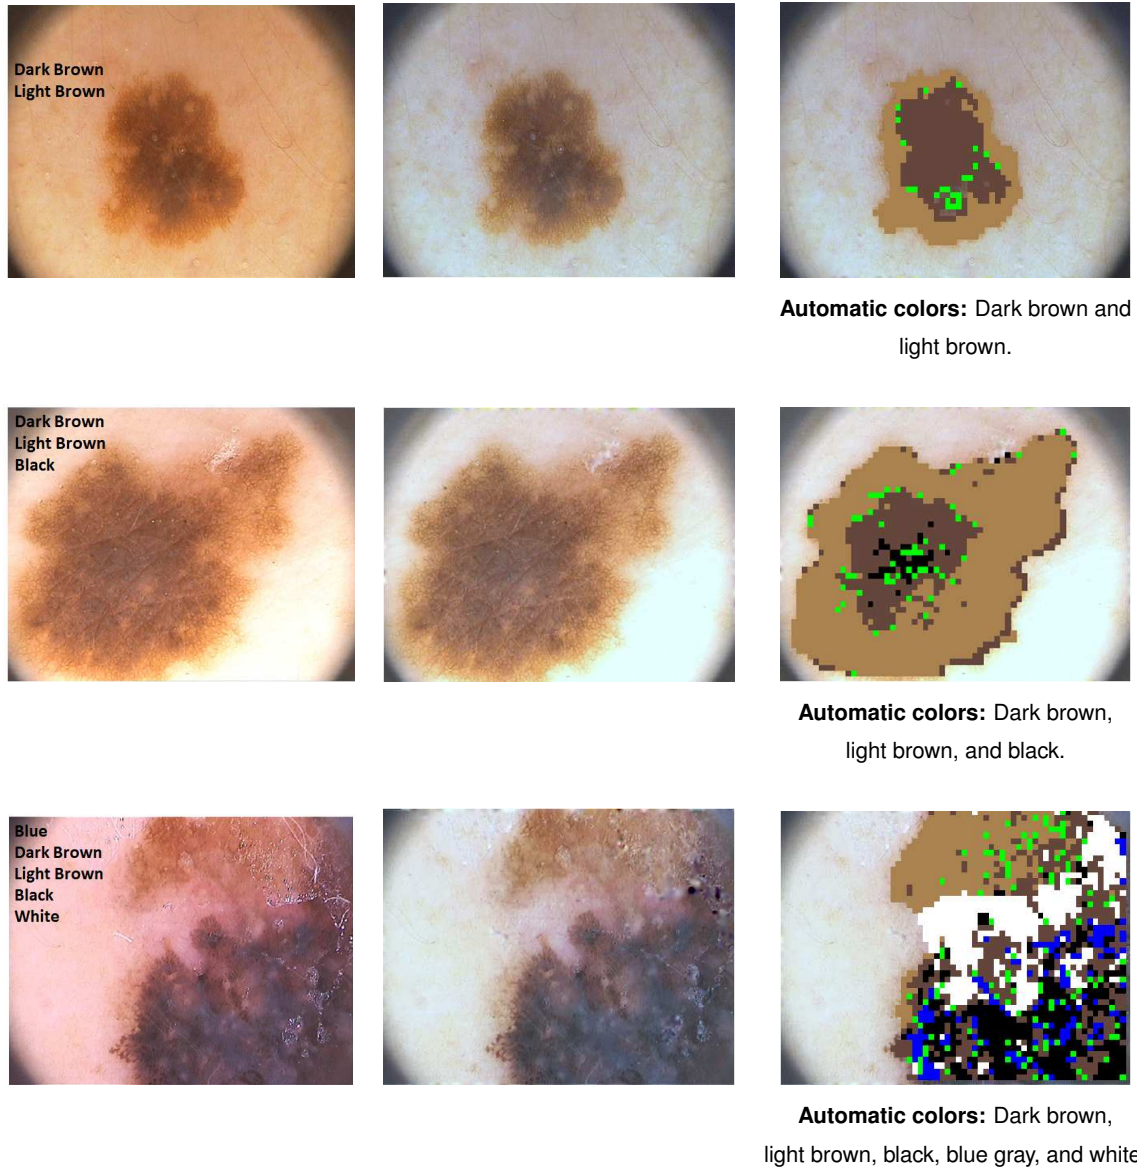 Dark Brown
Light Brown
Automatic colors: Dark brown and
light brown.
Dark Brown
Light Brown
Black
Automatic colors: Dark brown,
light brown, and black.
Blue
Dark Brown
Light Brown
Black
White
Automatic colors: Dark brown,
light brown, black, blue gray, and white